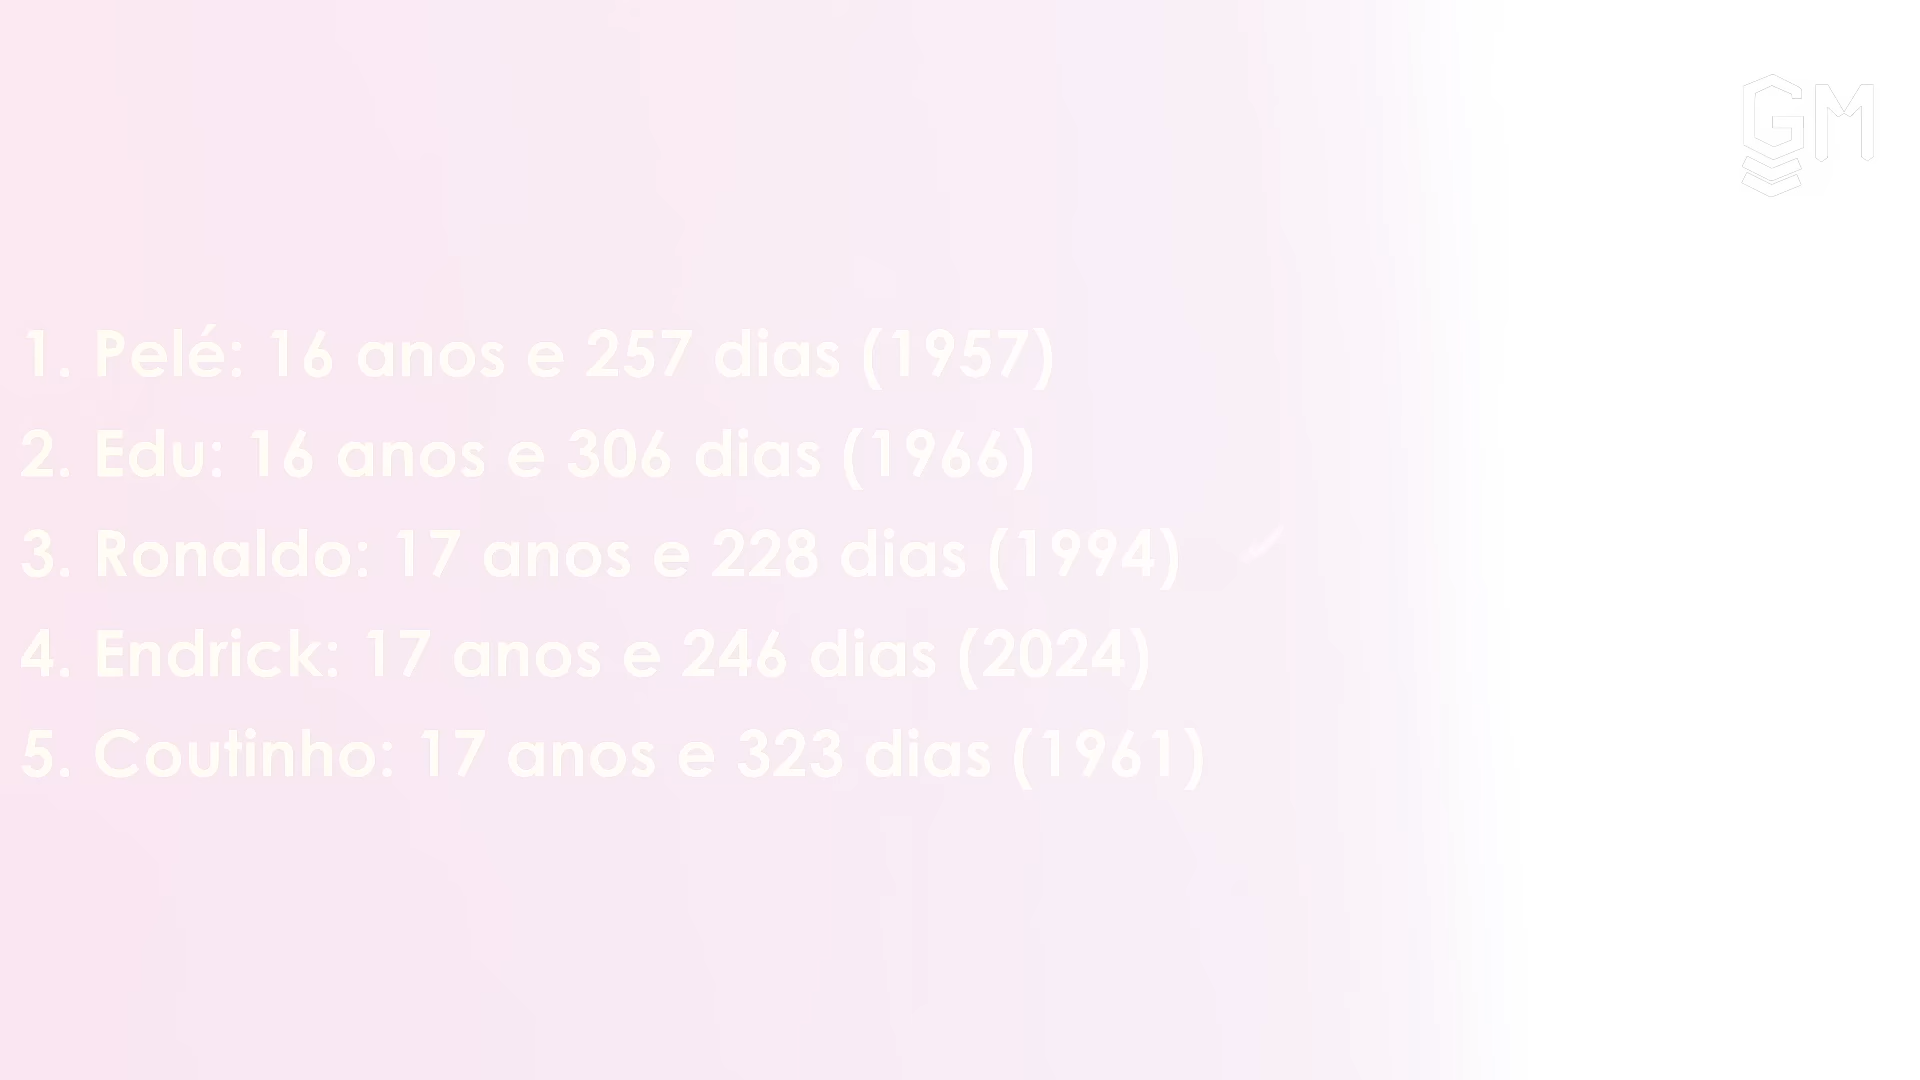 GM
1. Pelé: 16 anos e 257 dias (1957)
2. Edu: 16 anos e 306 dias (1966)
3. Ronaldo: 17 anos e 228 dias (1994)
4. Endrick: 17 anos e 246 dias (2024)
5. Coutinho: 17 anos e 323 dias (1961)